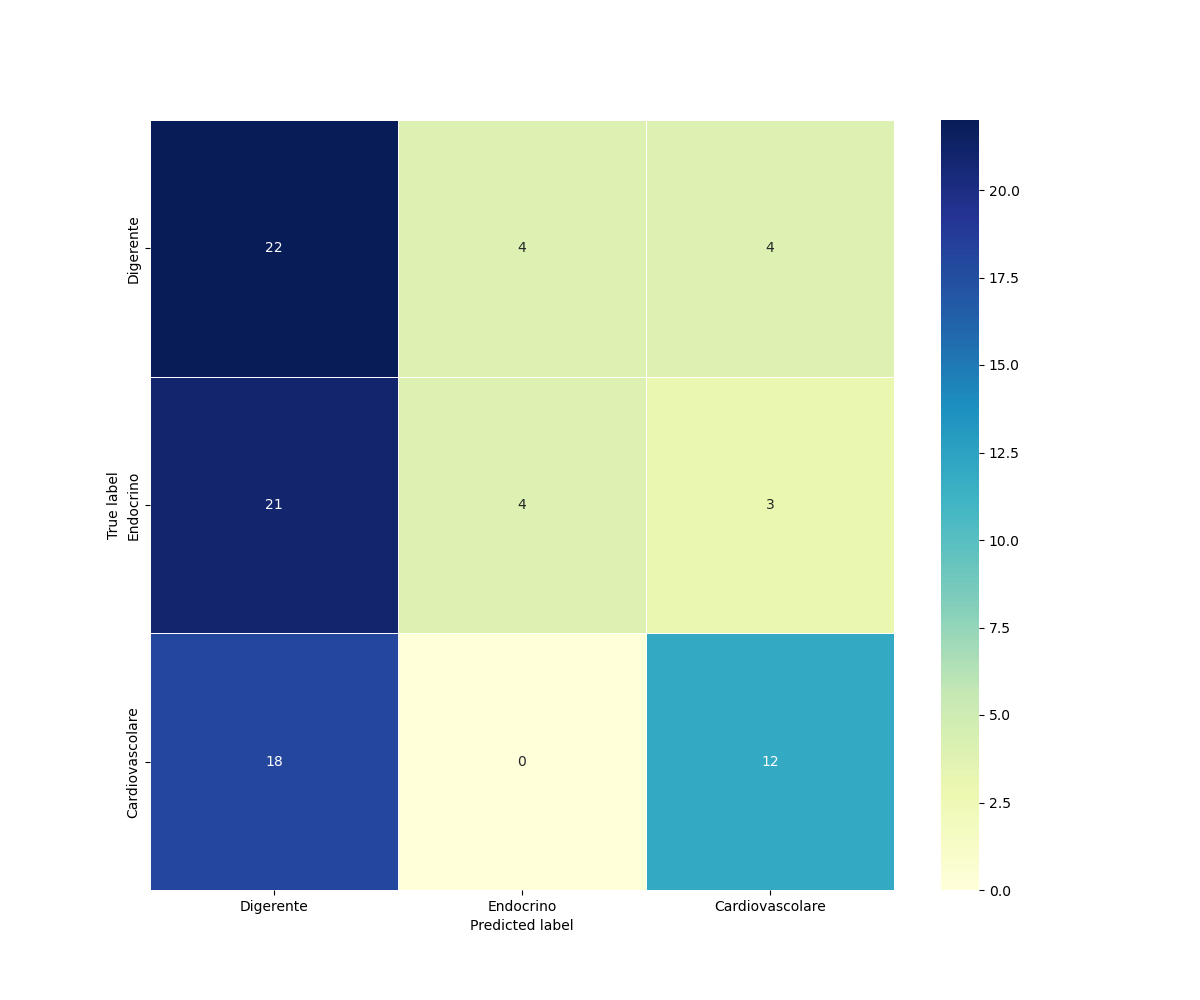 True label
Digerente
22 4 4
Endocrino
21 4 3
Cardiovascolare
18 0 12
Digerente Endocrino Cardiovascolare
Predicted label
20.0
17.5
15.0
12.5
10.0
7.5
5.0
2.5
0.0